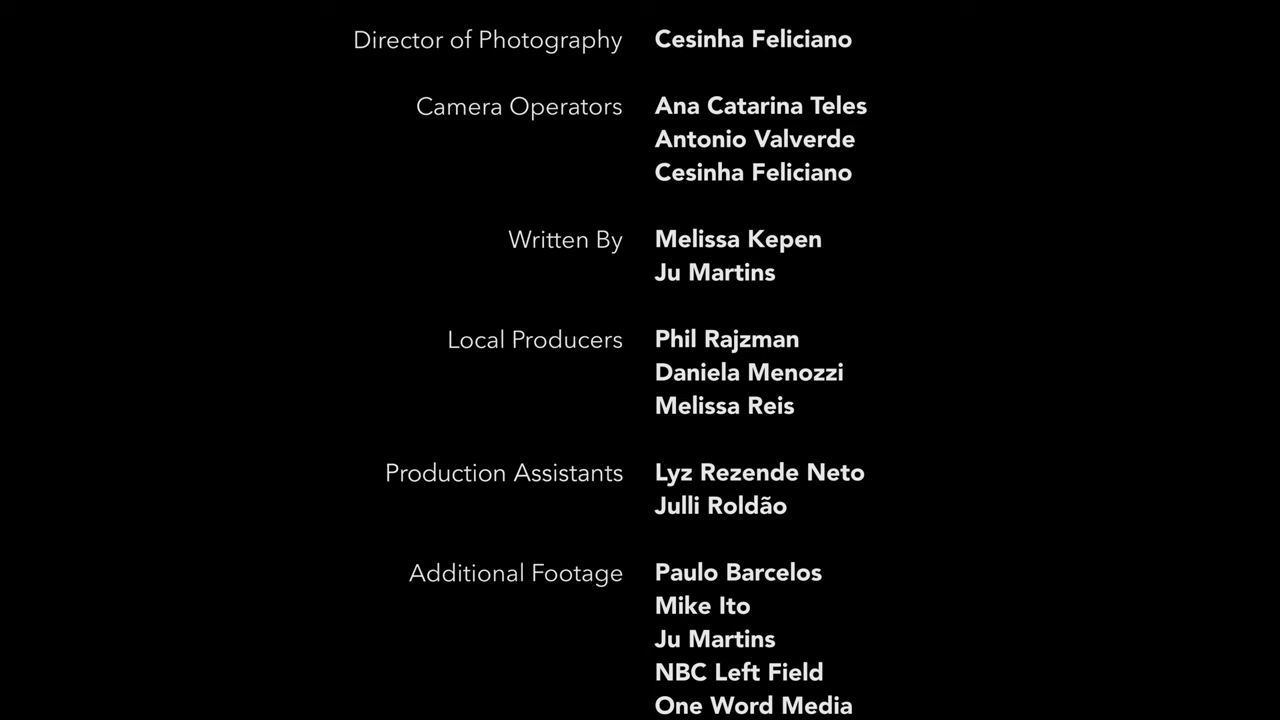 Director of Photography Cesinha Feliciano
Camera Operators Ana Catarina Teles
Antonio Valverde
Cesinha Feliciano
Written By Melissa Kepen
Ju Martins
Local Producers Phil Rajzman
Daniela Menozzi
Melissa Reis
Production Assistants Lyz Rezende Neto
Julli Roldão
Additional Footage Paulo Barcelos
Mike Ito
Ju Martins
NBC Left Field
One Word Media